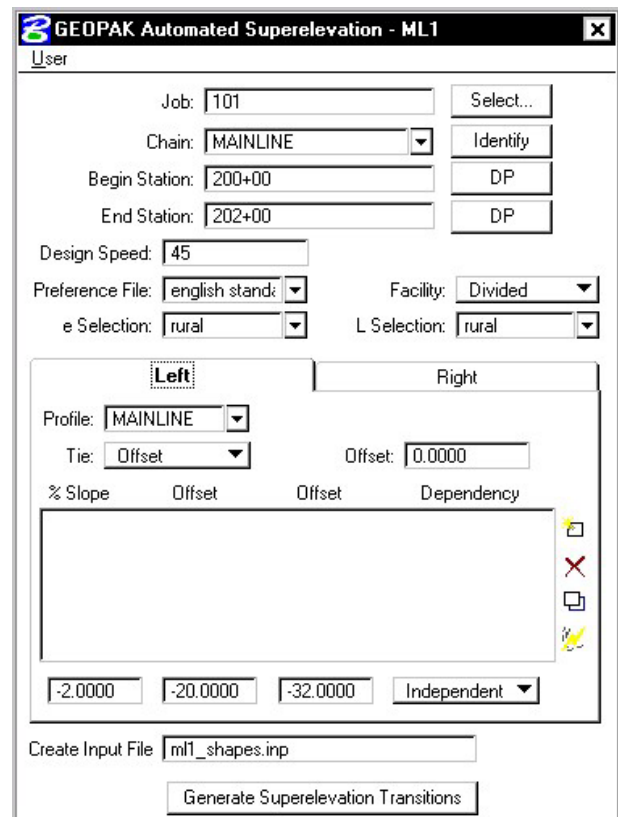 GEOPAK Automated Superelevation - ML1
User
Job: 101 Select...
Chain: MAINLINE Identify
Begin Station: 200+00 DP
End Station: 202+00 DP
Design Speed: 45
Preference File: english standa Facility: Divided
e Selection: rural L Selection: rural
Left Right
Profile: MAINLINE
Tie: Offset Offset: 0.0000
% Slope Offset Offset Dependency
-2.0000 -20.0000 -32.0000 Independent
Create Input File ml1_shapes.inp
Generate Superelevation Transitions